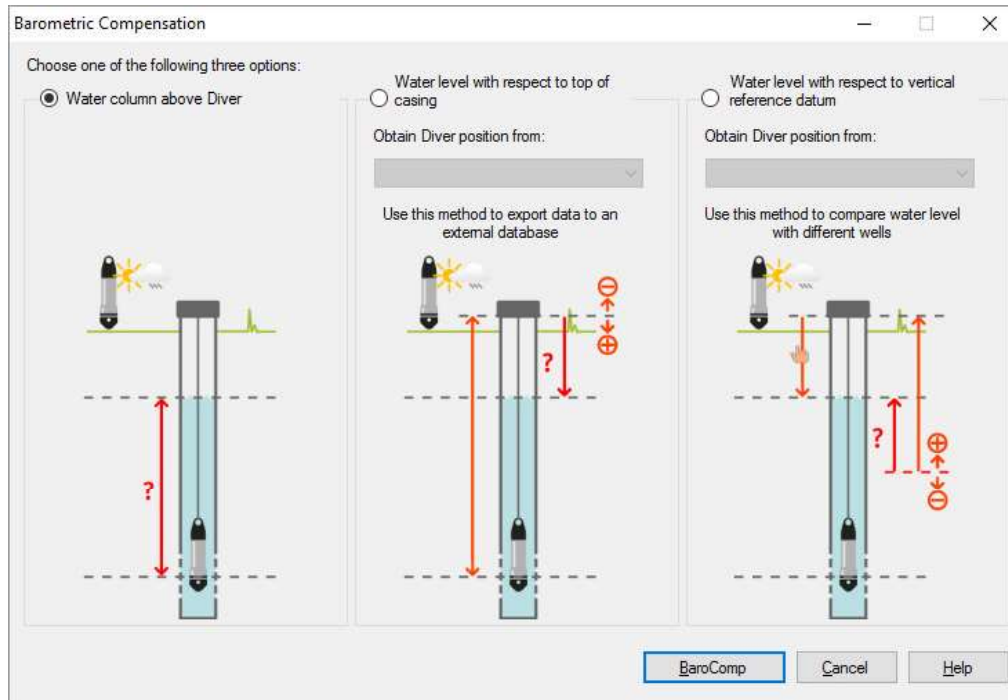 Barometric Compensation
Choose one of the following three options:
Water column above Diver
Water level with respect to top of
casing
Obtain Diver position from:
Use this method to export data to an
external database
Water level with respect to vertical
reference datum
Obtain Diver position from:
Use this method to compare water level
with different wells
?
?
?
BaroComp
Cancel
Help